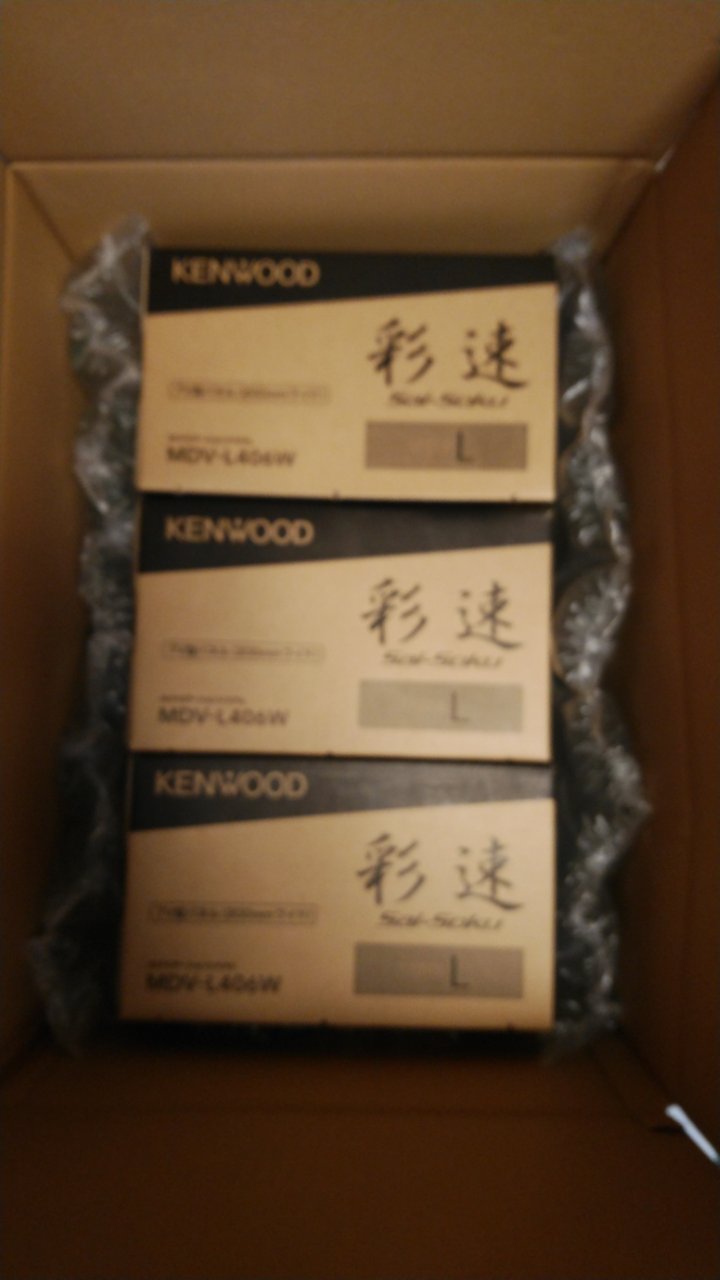 KENWOOD
彩速
Sai-Soku
L
MDV-L406W
KENWOOD
彩速
Sai-Soku
L
MDV-L406W
KENWOOD
彩速
Sai-Soku
L
MDV-L406W